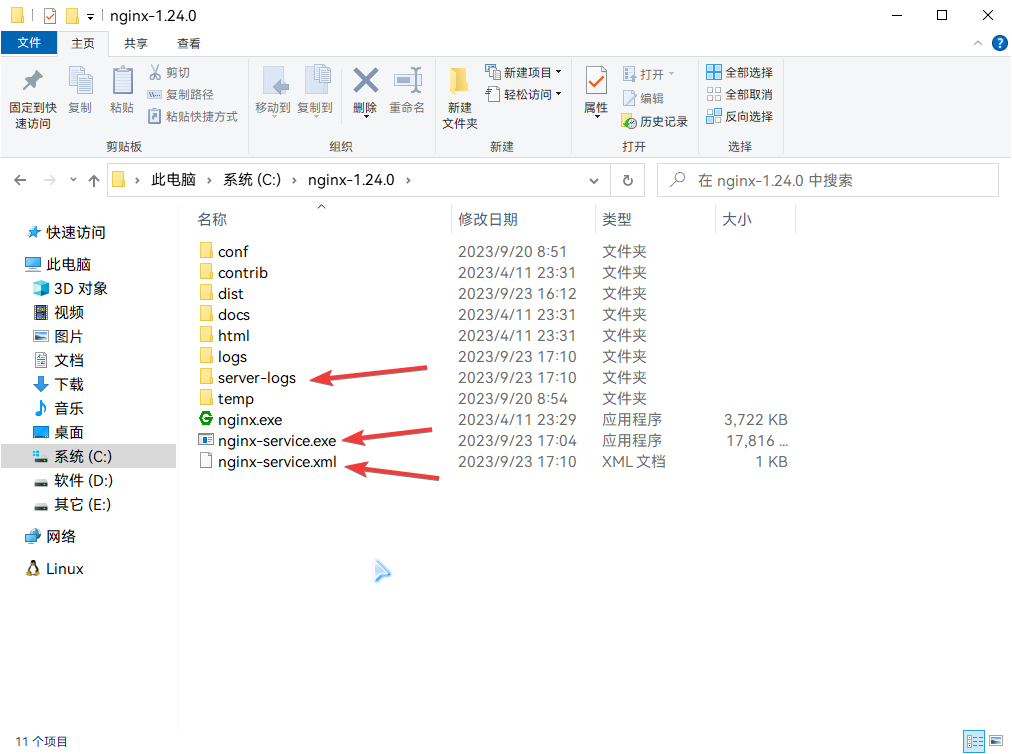 nginx-1.24.0
文件 主页 共享 查看
固定到快速访问
复制
粘贴
剪切
复制路径
粘贴快捷方式
剪贴板
移动到
复制到
删除
重命名
组织
新建
文件夹
新建项目
轻松访问
新建
属性
打开
编辑
历史记录
打开
全部选择
全部取消
反向选择
选择
此电脑 系统 (C:) nginx-1.24.0
在 nginx-1.24.0 中搜索
快速访问
此电脑
3D 对象
视频
图片
文档
下载
音乐
桌面
系统 (C:)
软件 (D:)
其它 (E:)
网络
Linux
名称 修改日期 类型 大小
conf 2023/9/20 8:51 文件夹
contrib 2023/4/11 23:31 文件夹
dist 2023/9/23 16:12 文件夹
docs 2023/4/11 23:31 文件夹
html 2023/4/11 23:31 文件夹
logs 2023/9/23 17:10 文件夹
server-logs 2023/9/23 17:10 文件夹
temp 2023/9/20 8:54 文件夹
nginx.exe 2023/4/11 23:29 应用程序 3,722 KB
nginx-service.exe 2023/9/23 17:04 应用程序 17,816 ...
nginx-service.xml 2023/9/23 17:10 XML 文档 1 KB
11 个项目